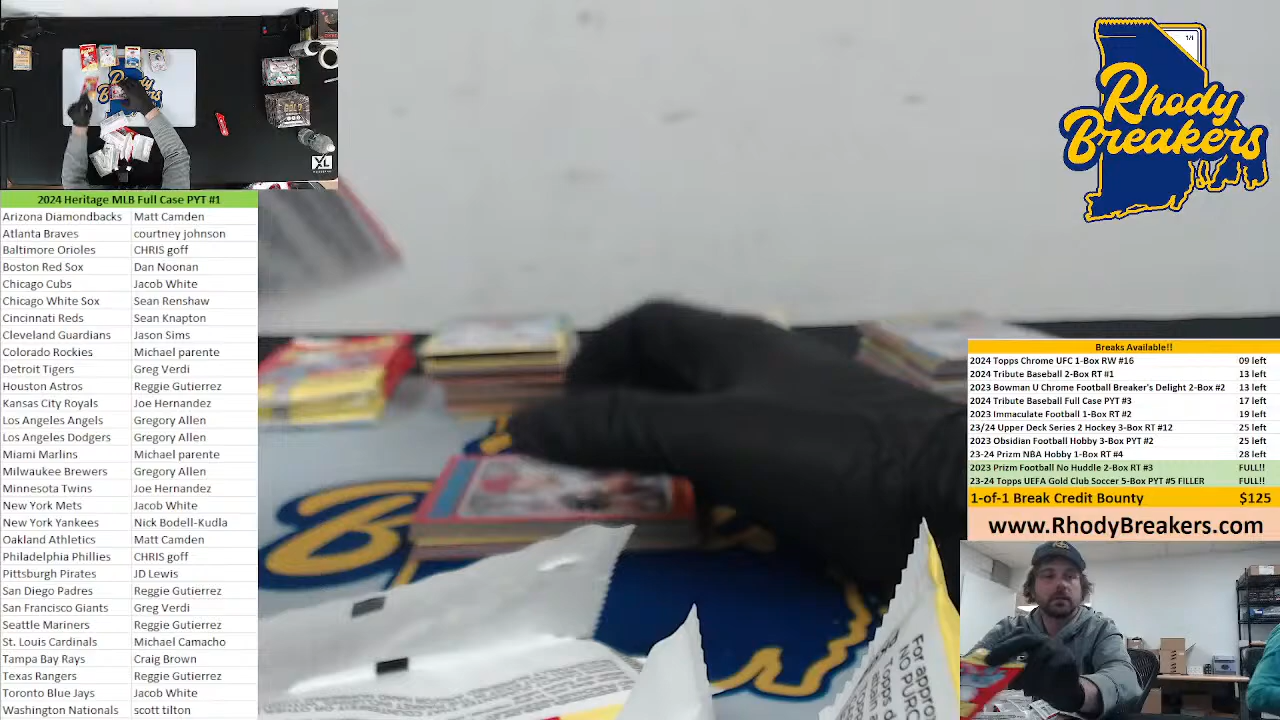 Rhody
Breakers
1/1
XL
2024 Heritage MLB Full Case PYT #1
Arizona Diamondbacks Matt Camden
Atlanta Braves courtney johnson
Baltimore Orioles CHRIS goff
Boston Red Sox Dan Noonan
Chicago Cubs Jacob White
Chicago White Sox Sean Renshaw
Cincinnati Reds Sean Knapton
Cleveland Guardians Jason Sims
Colorado Rockies Michael parente
Detroit Tigers Greg Verdi
Houston Astros Reggie Gutierrez
Kansas City Royals Joe Hernandez
Los Angeles Angels Gregory Allen
Los Angeles Dodgers Gregory Allen
Miami Marlins Michael parente
Milwaukee Brewers Gregory Allen
Minnesota Twins Joe Hernandez
New York Mets Jacob White
New York Yankees Nick Bodell-Kudla
Oakland Athletics Matt Camden
Philadelphia Phillies CHRIS goff
Pittsburgh Pirates JD Lewis
San Diego Padres Reggie Gutierrez
San Francisco Giants Greg Verdi
Seattle Mariners Reggie Gutierrez
St. Louis Cardinals Michael Camacho
Tampa Bay Rays Craig Brown
Texas Rangers Reggie Gutierrez
Toronto Blue Jays Jacob White
Washington Nationals scott tilton
Rhody
Breakers
Breaks Available!!
2024 Topps Chrome UFC 1-Box RW #16 09 left
2024 Tribute Baseball 2-Box RT #1 13 left
2023 Bowman U Chrome Football Breaker's Delight 2-Box #2 13 left
2024 Tribute Baseball Full Case PYT #3 17 left
2023 Immaculate Football 1-Box RT #2 19 left
23/24 Upper Deck Series 2 Hockey 3-Box RT #12 25 left
2023 Obsidian Football Hobby 3-Box PYT #2 25 left
23-24 Prizm NBA Hobby 1-Box RT #4 28 left
2023 Prizm Football No Huddle 2-Box RT #3 FULL!!
23-24 Topps UEFA Gold Club Soccer 5-Box PYT #5 FILLER FULL!!
1-of-1 Break Credit Bounty $125
www.RhodyBreakers.com
B
For approx
NO PURC